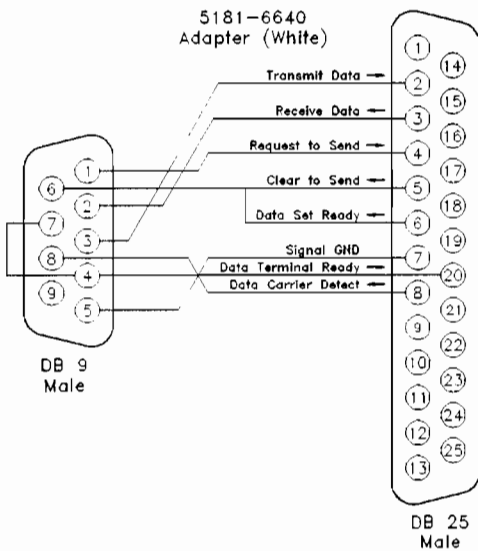 5181-6640
Adapter (White)
Transmit Data →
Receive Data ←
Request to Send →
Clear to Send ←
Data Set Ready ←
Signal GND
Data Terminal Ready →
Data Carrier Detect ←
6
7
8
9
1
2
3
4
5
DB 9
Male
1
2
3
4
5
6
7
8
9
10
11
12
13
14
15
16
17
18
19
20
21
22
23
24
25
DB 25
Male